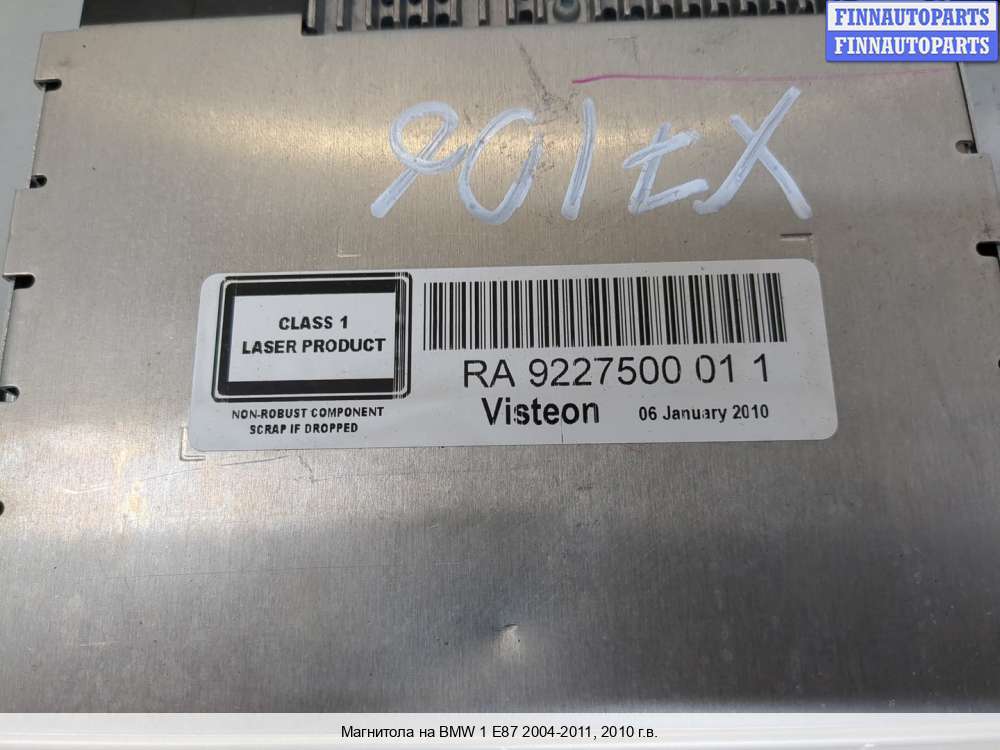 FINNAUTOPARTS
FINNAUTOPARTS
CLASS 1
LASER PRODUCT
NON-ROBUST COMPONENT
SCRAP IF DROPPED
RA 9227500 01 1
Visteon 06 January 2010
Магнитола на BMW 1 E87 2004-2011, 2010 г.в.